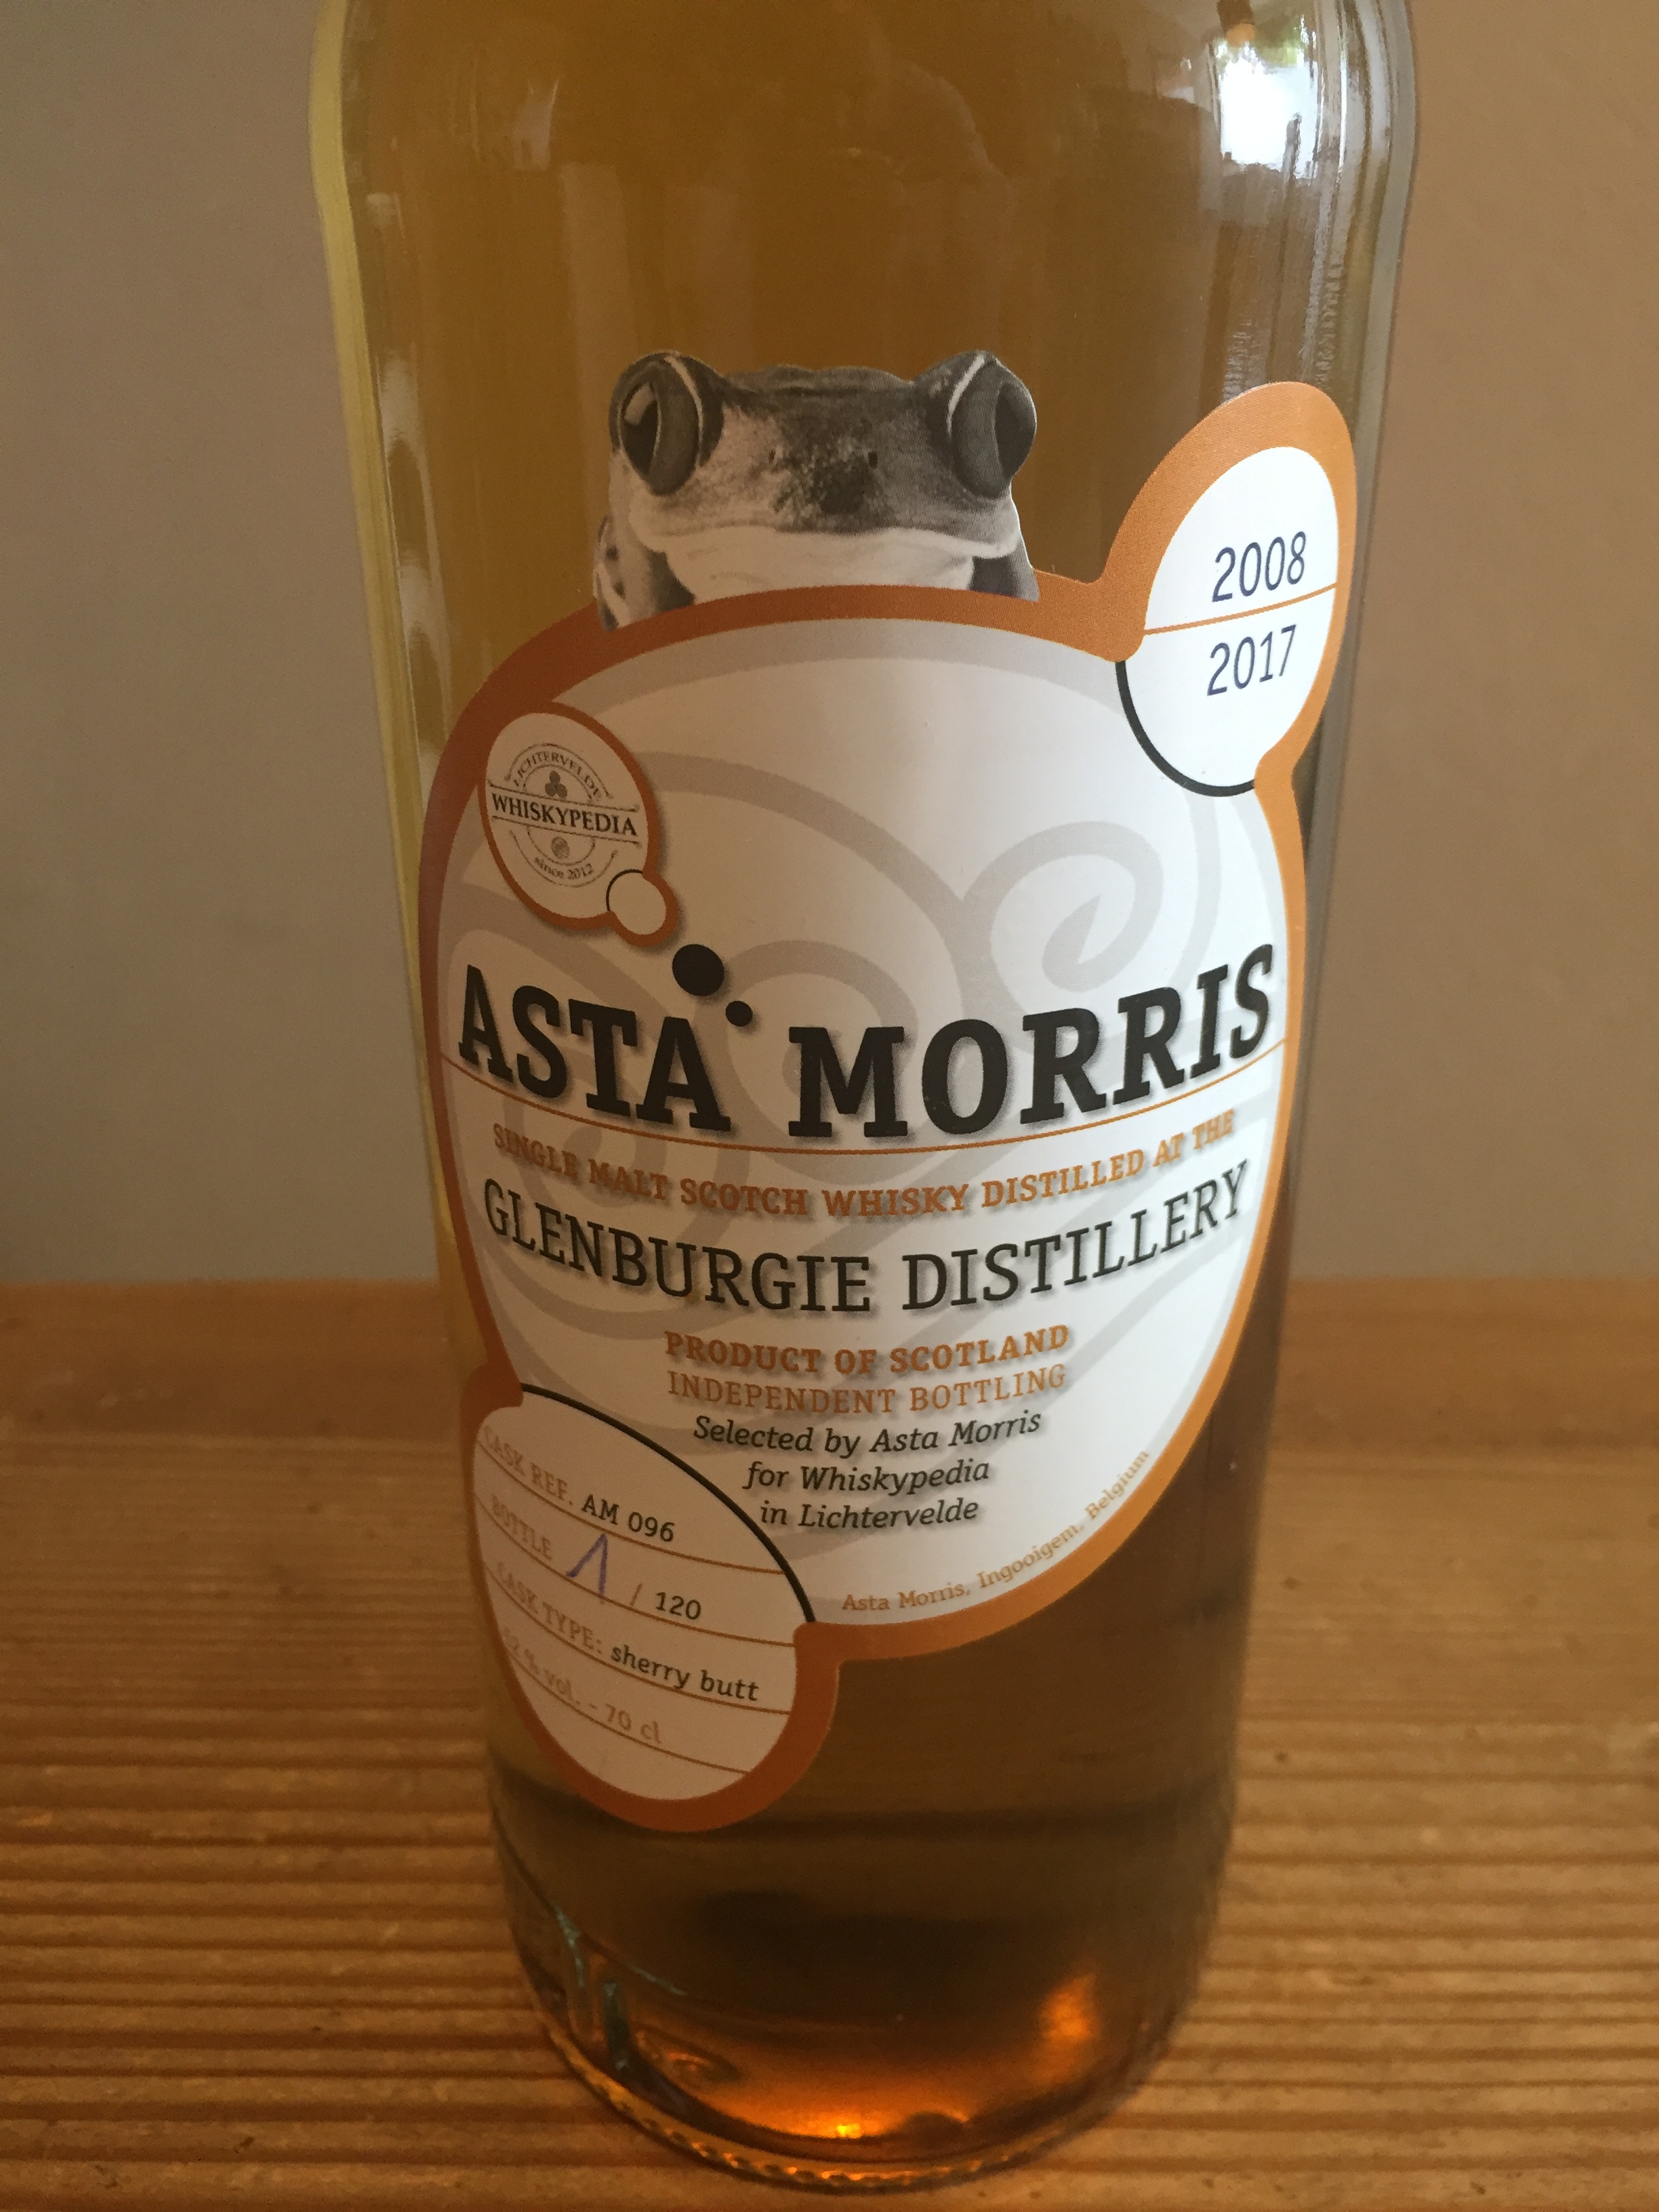 2008
2017
LICHTERVELDE
WHISKYPEDIA
since 2012
ASTA MORRIS
SINGLE MALT SCOTCH WHISKY DISTILLED AT THE
GLENBURGIE DISTILLERY
PRODUCT OF SCOTLAND
INDEPENDENT BOTTLING
Selected by Asta Morris
for Whiskypedia
in Lichtervelde
Asta Morris, Ingooigem, Belgium
CASK REF. AM 096
BOTTLE 1 / 120
CASK TYPE: sherry butt
52 % vol. - 70 cl